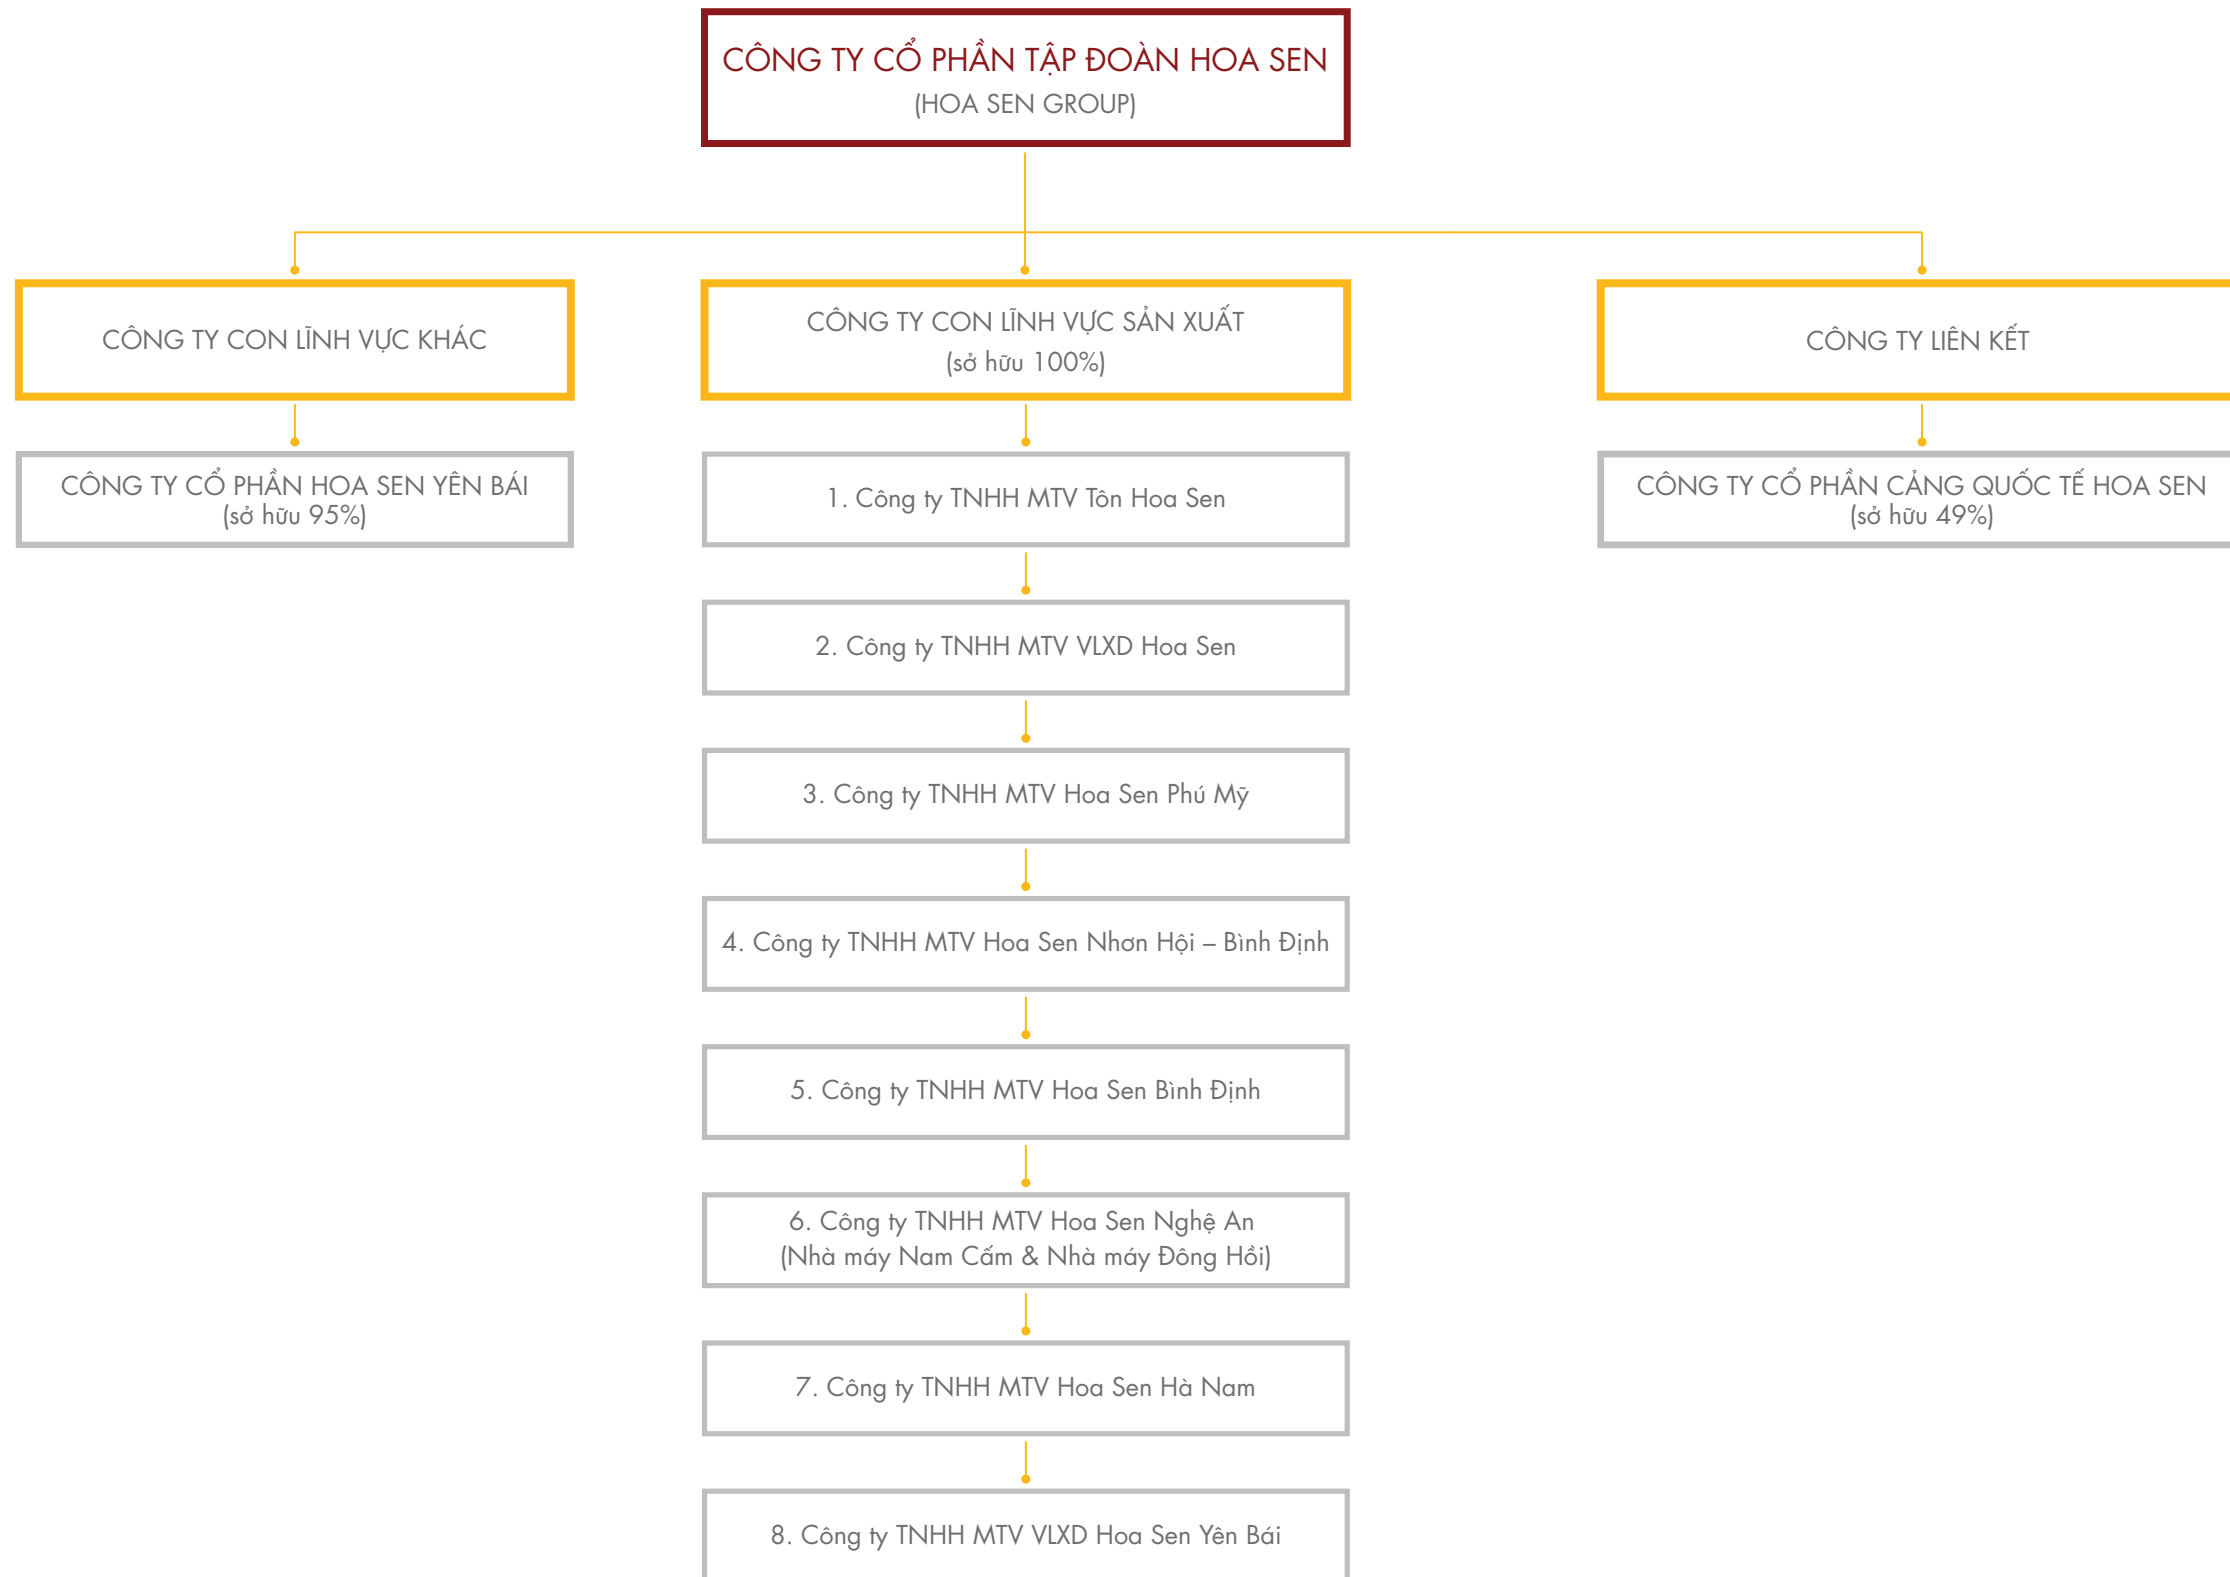 CÔNG TY CỔ PHẦN TẬP ĐOÀN HOA SEN
(HOA SEN GROUP)
CÔNG TY CON LĨNH VỰC KHÁC
CÔNG TY CỔ PHẦN HOA SEN YÊN BÁI
(sở hữu 95%)
CÔNG TY CON LĨNH VỰC SẢN XUẤT
(sở hữu 100%)
1. Công ty TNHH MTV Tôn Hoa Sen
2. Công ty TNHH MTV VLXD Hoa Sen
3. Công ty TNHH MTV Hoa Sen Phú Mỹ
4. Công ty TNHH MTV Hoa Sen Nhơn Hội – Bình Định
5. Công ty TNHH MTV Hoa Sen Bình Định
6. Công ty TNHH MTV Hoa Sen Nghệ An
(Nhà máy Nam Cấm & Nhà máy Đông Hồi)
7. Công ty TNHH MTV Hoa Sen Hà Nam
8. Công ty TNHH MTV VLXD Hoa Sen Yên Bái
CÔNG TY LIÊN KẾT
CÔNG TY CỔ PHẦN CẢNG QUỐC TẾ HOA SEN
(sở hữu 49%)